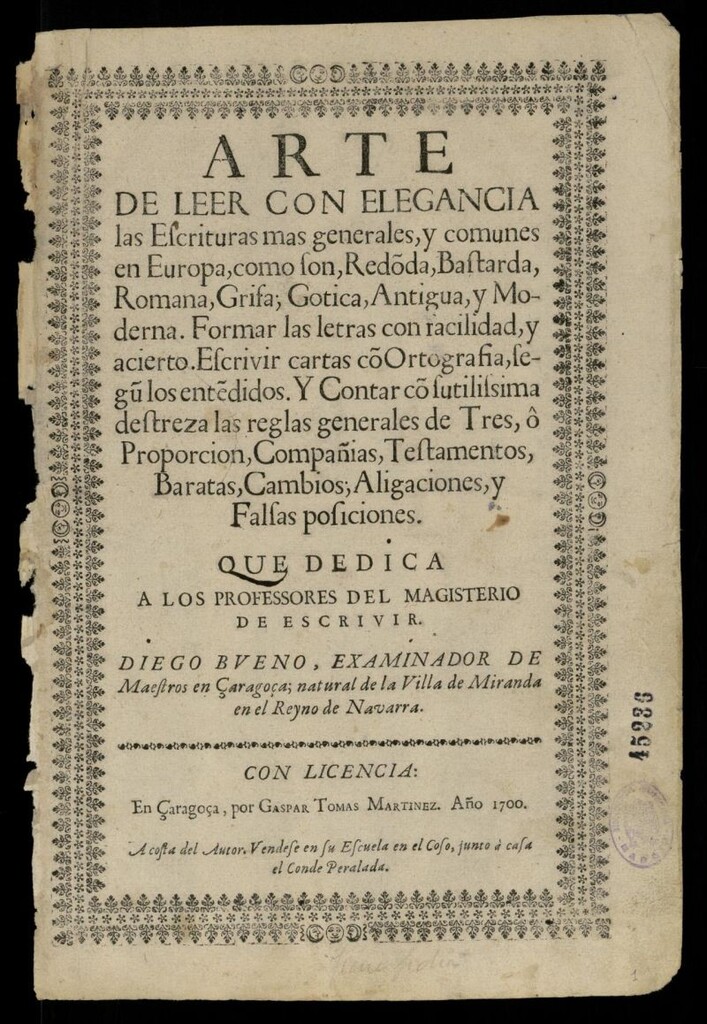 ARTE
DE LEER CON ELEGANCIA
las Eſcrituras mas generales, y comunes
en Europa, como ſon, Redõda, Baſtarda,
Romana, Grifa; Gotica, Antigua, y Mo-
derna. Formar las letras con facilidad, y
acierto. Eſcrivir cartas cõ Ortografia, ſe-
gũ los entẽdidos. Y Contar cõ ſutiliſsima
deſtreza las reglas generales de Tres, ô
Proporcion, Compañias, Teſtamentos,
Baratas, Cambios; Aligaciones, y
Falſas poſiciones.
QUE DEDICA
A LOS PROFESSORES DEL MAGISTERIO
DE ESCRIVIR.
DIEGO BVENO, EXAMINADOR DE
Maeſtros en Çaragoça; natural de la Villa de Miranda
en el Reyno de Navarra.
CON LICENCIA:
En Çaragoça, por GASPAR TOMAS MARTINEZ. Año 1700.
A coſta del Autor. Vendeſe en ſu Eſcuela en el Coſo, junto à caſa
el Conde Peralada.
45236